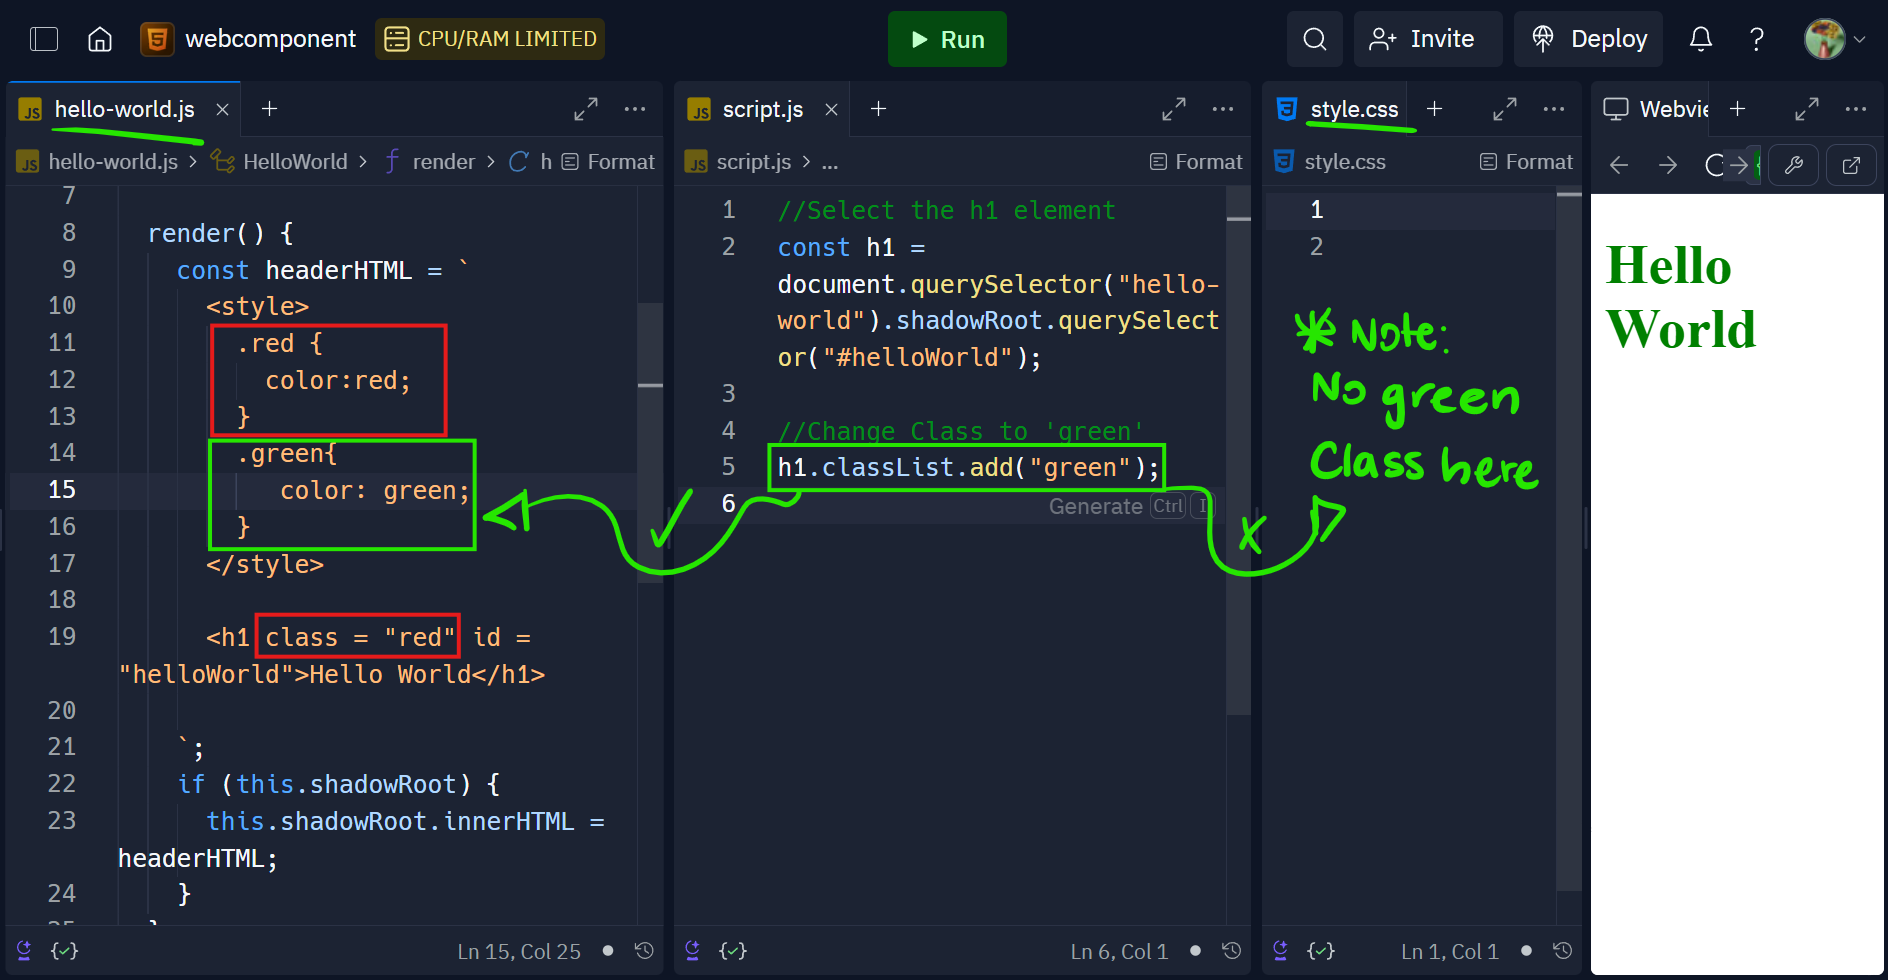 webcomponent
CPU/RAM LIMITED
Run
Invite
Deploy
?
JS hello-world.js × +
JS hello-world.js > HelloWorld > f render > h Format
7
8 render() {
9 const headerHTML = `
10 <style>
11 .red {
12 color:red;
13 }
14 .green{
15 color: green;
16 }
17 </style>
18
19 <h1 class = "red" id =
"helloWorld">Hello World</h1>
20
21 `;
22 if (this.shadowRoot) {
23 this.shadowRoot.innerHTML =
headerHTML;
24 }
Ln 15, Col 25
JS script.js × +
JS script.js > ... Format
1 //Select the h1 element
2 const h1 =
document.querySelector("hello-
world").shadowRoot.querySelect
or("#helloWorld");
3
4 //Change Class to 'green'
5 h1.classList.add("green");
6 Generate Ctrl I
Ln 6, Col 1
style.css +
style.css Format
1
2
* Note:
No green
Class here
Ln 1, Col 1
Webvie +
Hello
World